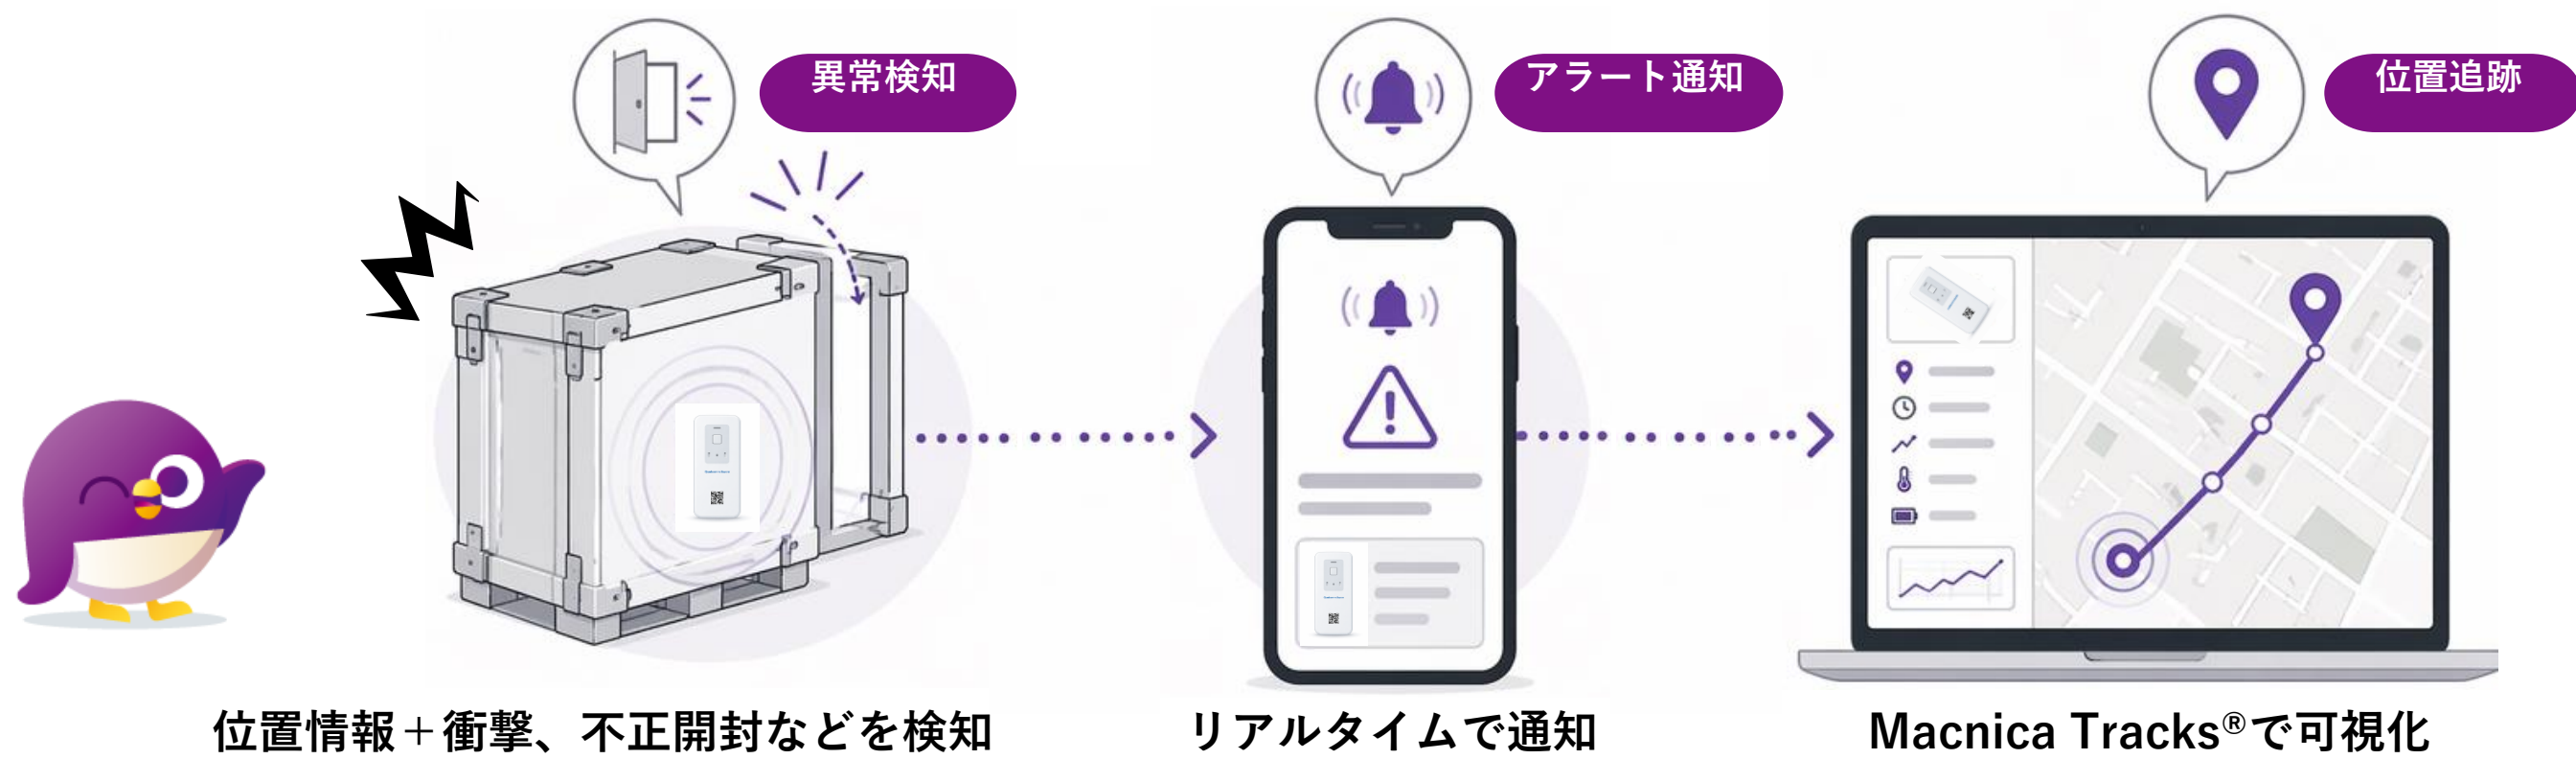 異常検知
アラート通知
位置追跡
位置情報＋衝撃、不正開封などを検知
リアルタイムで通知
Macnica Tracks®で可視化